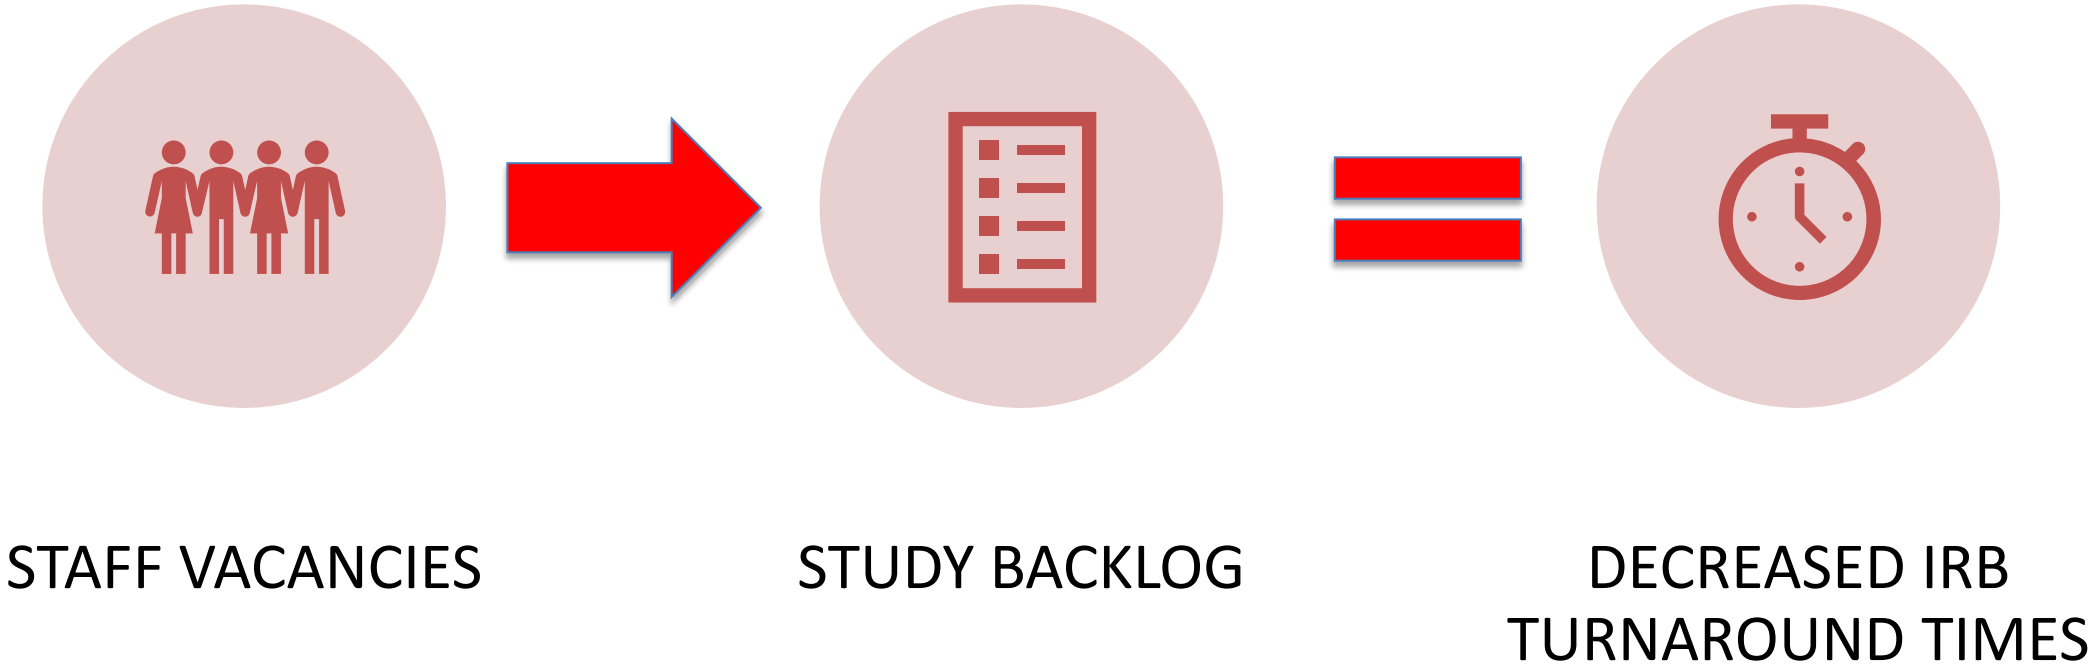 STAFF VACANCIES
STUDY BACKLOG
DECREASED IRB
TURNAROUND TIMES